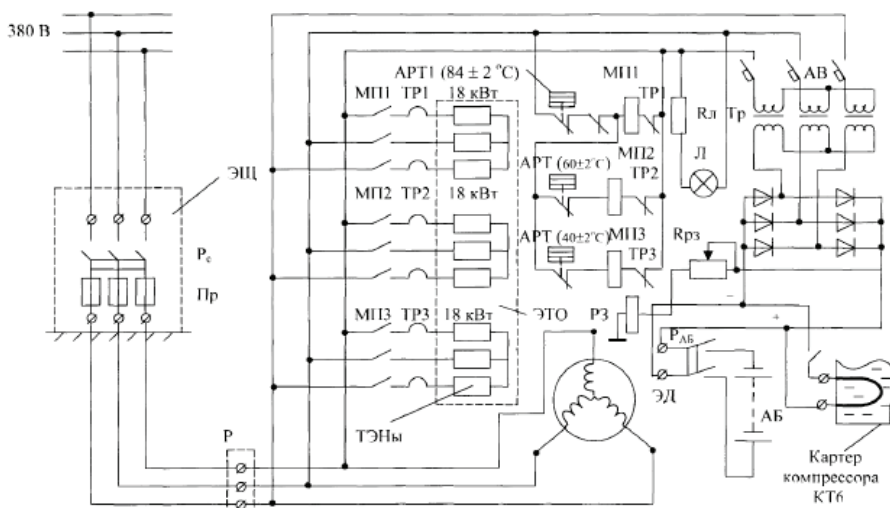 380 В
АРТ1 (84 ± 2 °С)
МП1
АВ
МП1 ТР1 18 кВт
ТР1
Rл
Тр
ЭЩ
АРТ (60±2°С)
МП2
ТР2
Л
МП2 ТР2 18 кВт
Рс
АРТ (40±2°С)
МП3
ТР3
Rрз
Пр
МП3 ТР3 18 кВт
ЭТО
РЗ
−
+
РАБ
ЭД
АБ
Р
ТЭНы
Картер
компрессора
КТ6